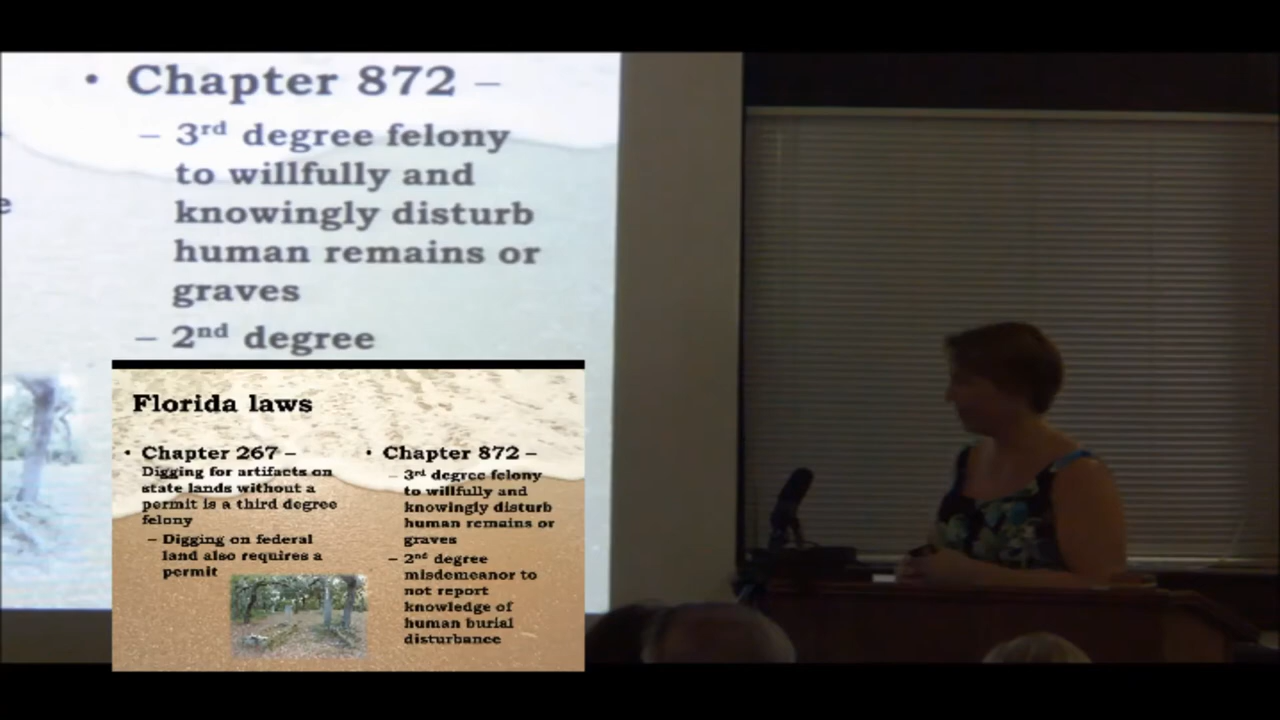 • Chapter 872 –
– 3rd degree felony
to willfully and
knowingly disturb
human remains or
graves
– 2nd degree
e
Florida laws
• Chapter 267 –
Digging for artifacts on
state lands without a
permit is a third degree
felony
– Digging on federal
land also requires a
permit
• Chapter 872 –
– 3rd degree felony
to willfully and
knowingly disturb
human remains or
graves
– 2nd degree
misdemeanor to
not report
knowledge of
human burial
disturbance